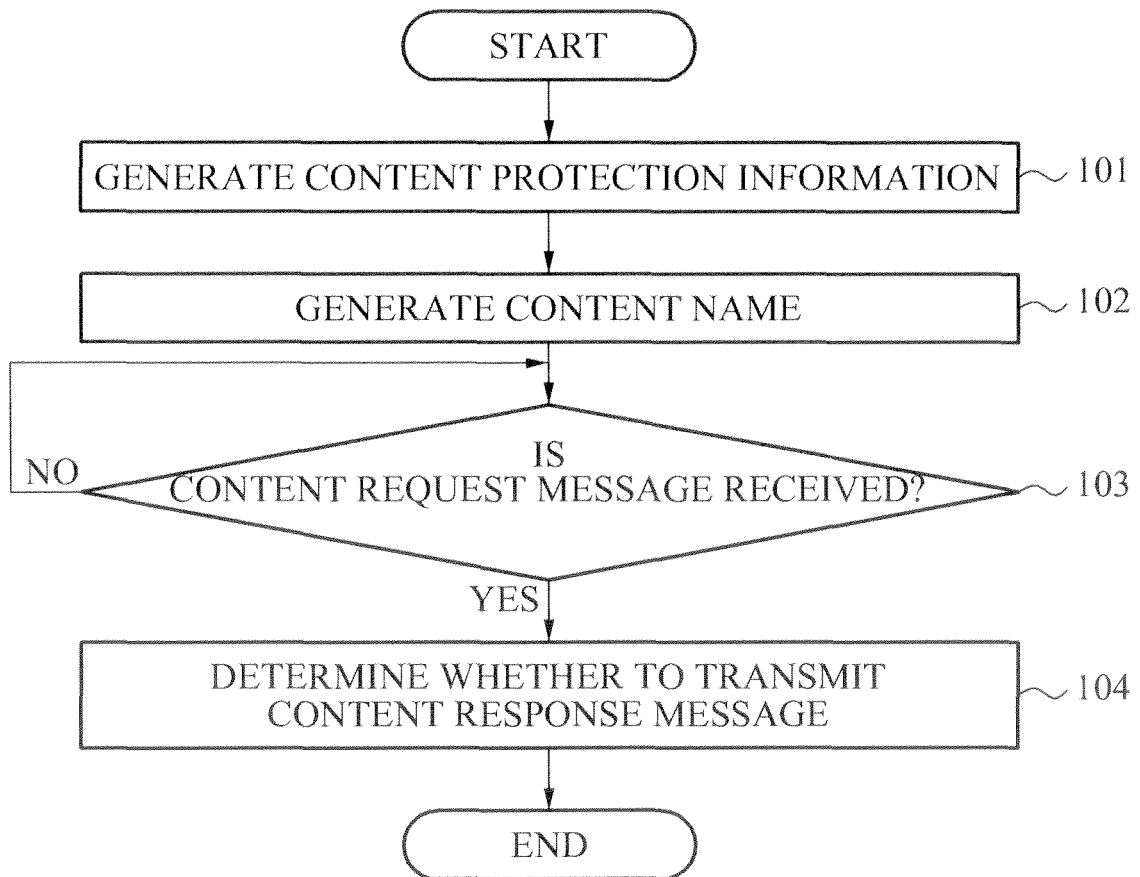 START
GENERATE CONTENT PROTECTION INFORMATION
101
GENERATE CONTENT NAME
102
IS
CONTENT REQUEST MESSAGE RECEIVED?
103
NO
YES
DETERMINE WHETHER TO TRANSMIT
CONTENT RESPONSE MESSAGE
104
END